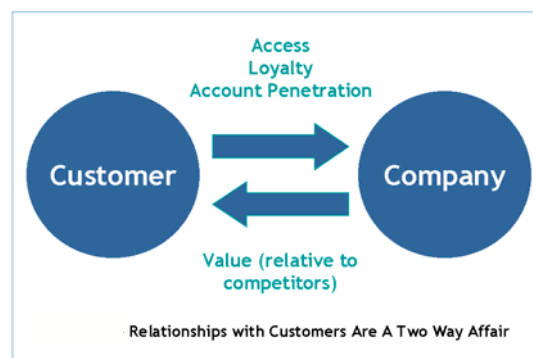 Access
Loyalty
Account Penetration
Customer
Company
Value (relative to
competitors)
Relationships with Customers Are A Two Way Affair